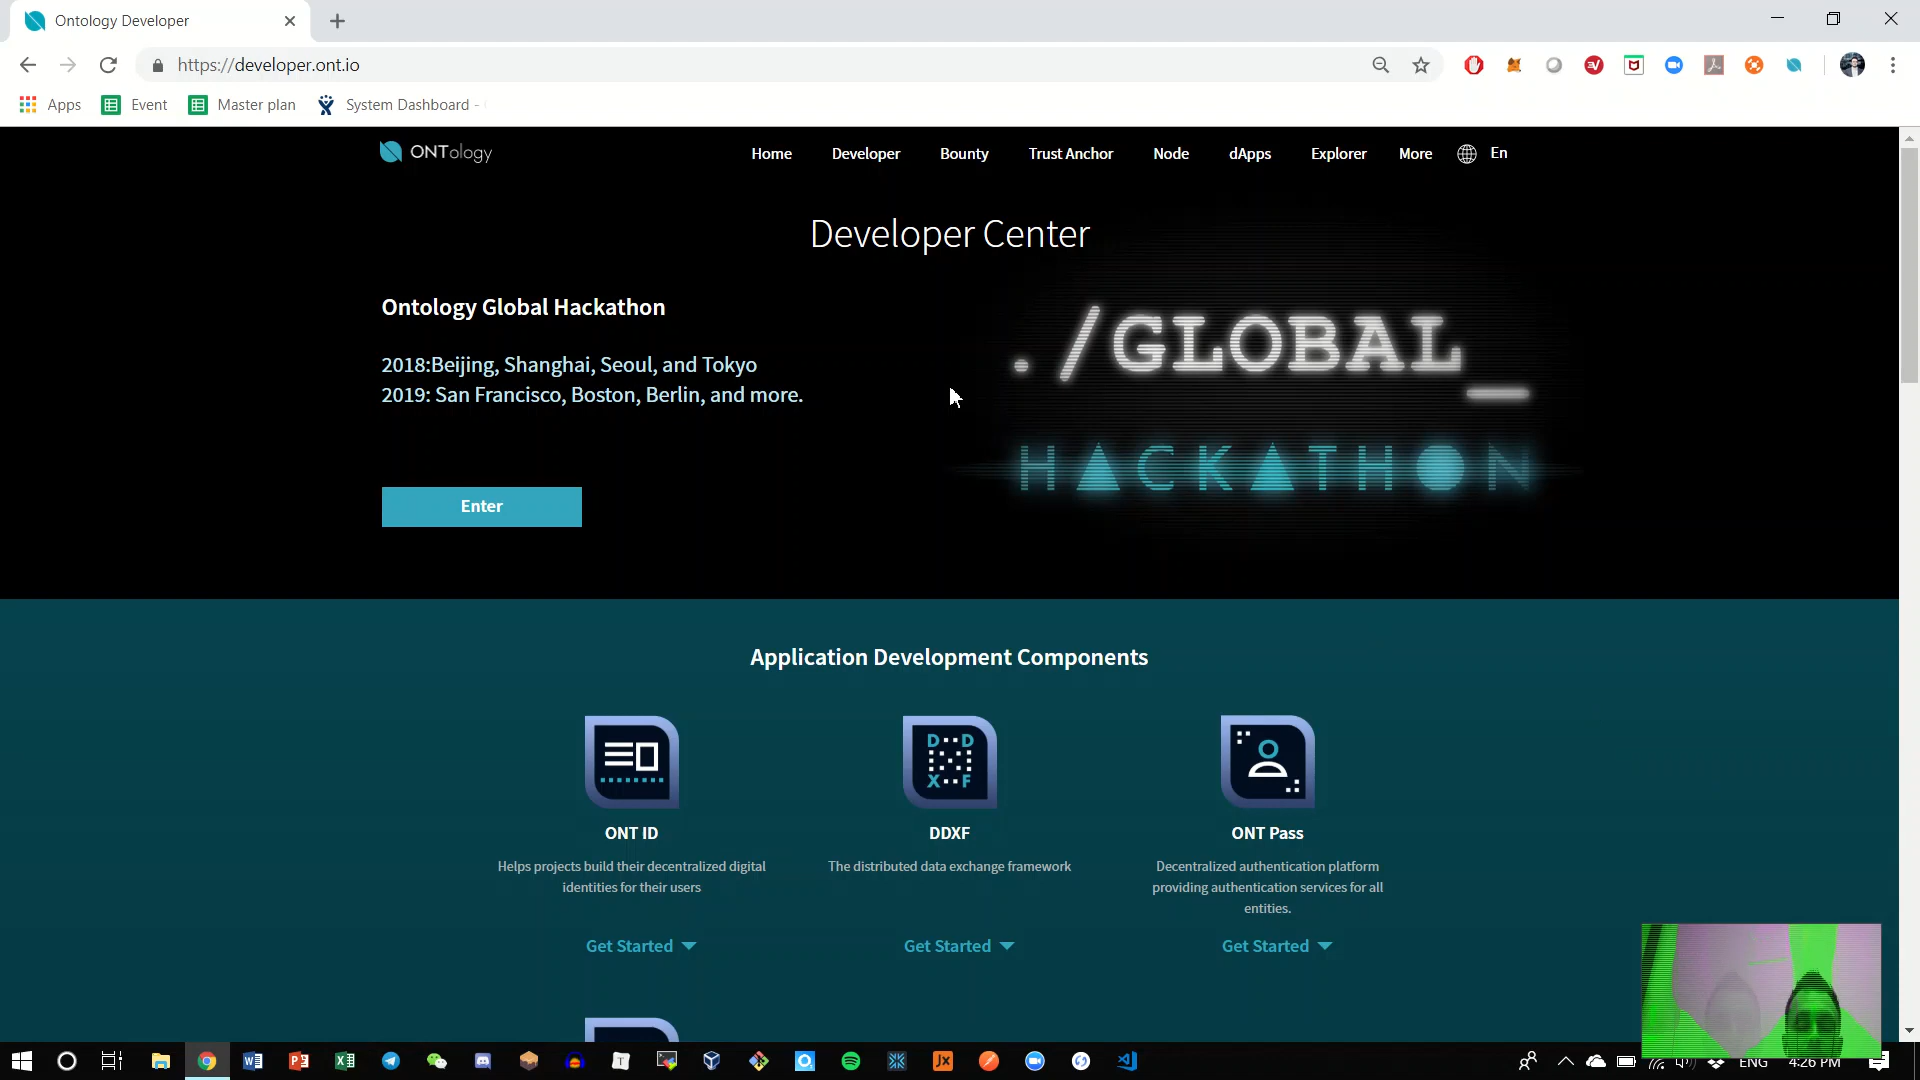 Ontology Developer
https://developer.ont.io
Apps
Event
Master plan
System Dashboard -
ONTology
Home
Developer
Bounty
Trust Anchor
Node
dApps
Explorer
More
En
Developer Center
Ontology Global Hackathon
2018:Beijing, Shanghai, Seoul, and Tokyo
2019: San Francisco, Boston, Berlin, and more.
./GLOBAL_
HACKATHON
Enter
Application Development Components
D D
X F
ONT ID
DDXF
ONT Pass
Helps projects build their decentralized digital
identities for their users
The distributed data exchange framework
Decentralized authentication platform
providing authentication services for all
entities.
Get Started
Get Started
Get Started
ENG
4:26 PM